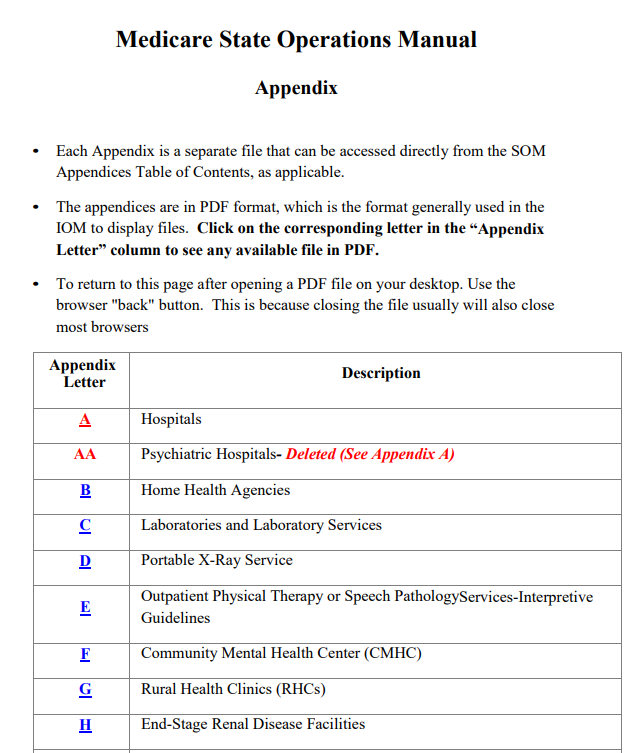 Medicare State Operations Manual
Appendix
• Each Appendix is a separate file that can be accessed directly from the SOM
Appendices Table of Contents, as applicable.
• The appendices are in PDF format, which is the format generally used in the
IOM to display files.  Click on the corresponding letter in the “Appendix
Letter” column to see any available file in PDF.
• To return to this page after opening a PDF file on your desktop. Use the
browser "back" button.  This is because closing the file usually will also close
most browsers
Appendix
Letter
Description
A Hospitals
AA Psychiatric Hospitals- Deleted (See Appendix A)
B Home Health Agencies
C Laboratories and Laboratory Services
D Portable X-Ray Service
E Outpatient Physical Therapy or Speech PathologyServices-Interpretive
Guidelines
F Community Mental Health Center (CMHC)
G Rural Health Clinics (RHCs)
H End-Stage Renal Disease Facilities